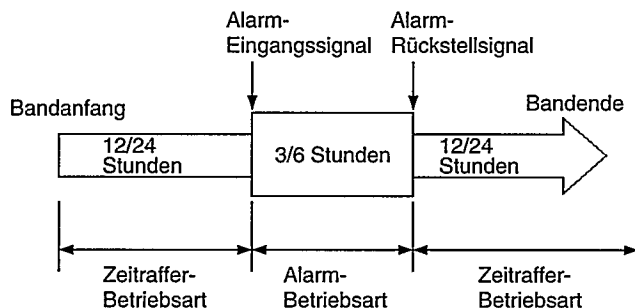 Alarm-
Eingangssignal
Alarm-
Rückstellsignal
Bandanfang
Bandende
12/24
Stunden
3/6 Stunden
12/24
Stunden
Zeitraffer-
Betriebsart
Alarm-
Betriebsart
Zeitraffer-
Betriebsart